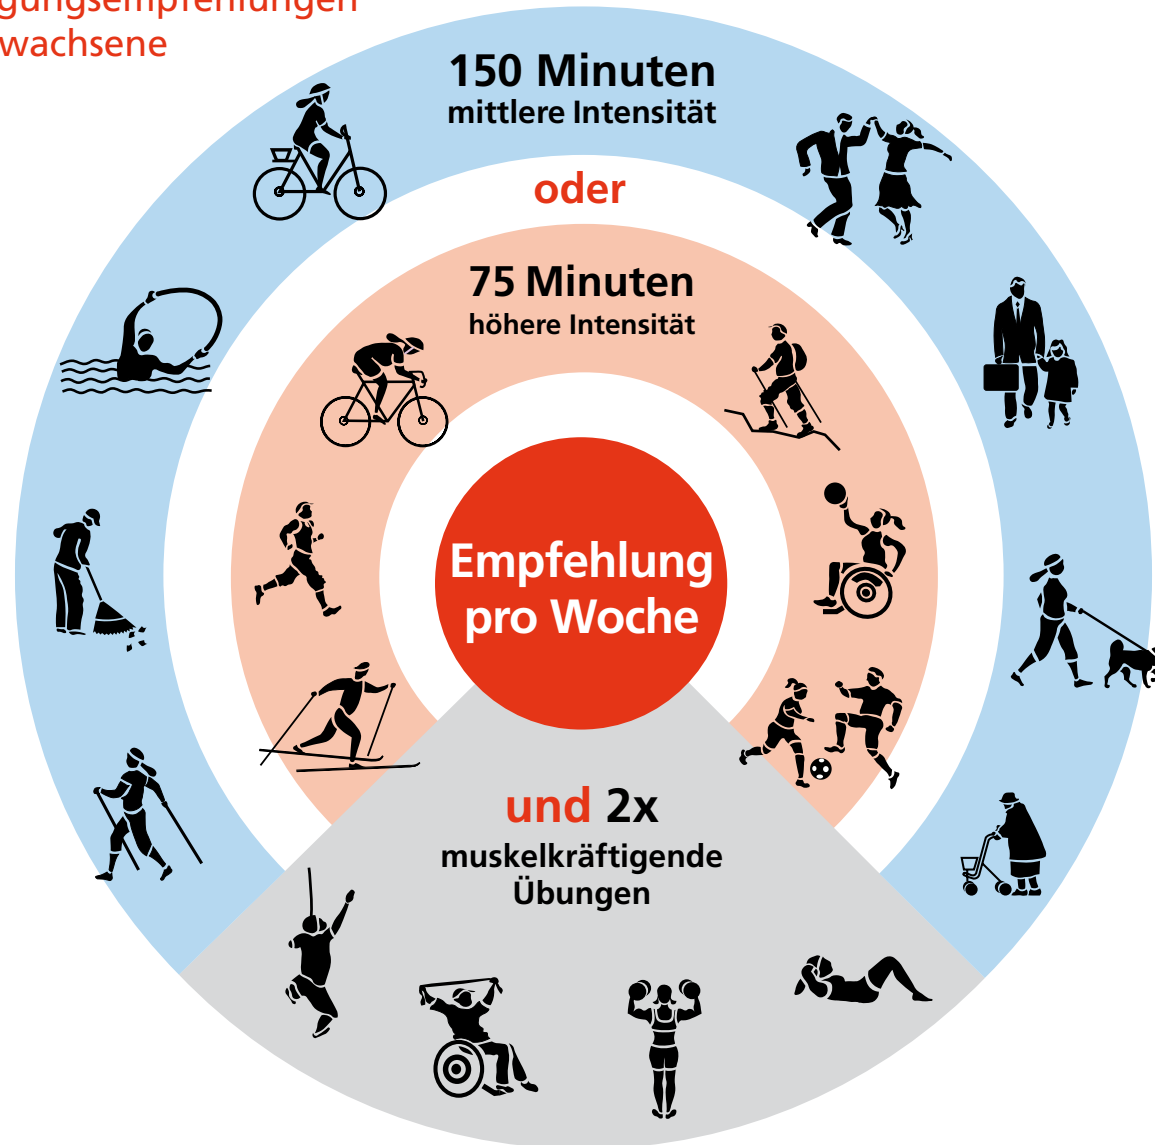 wachsene
150 Minuten
mittlere Intensität
oder
75 Minuten
höhere Intensität
Empfehlung
pro Woche
und 2x
muskelkräftigende
Übungen